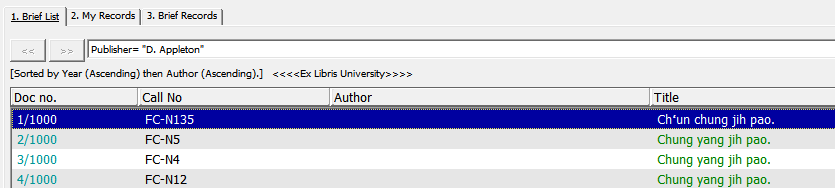 1. Brief List 2. My Records 3. Brief Records
<< >> Publisher= "D. Appleton"
[Sorted by Year (Ascending) then Author (Ascending).] <<<<Ex Libris University>>>>
Doc no. Call No Author Title
1/1000 FC-N135 Ch‘un chung jih pao.
2/1000 FC-N5 Chung yang jih pao.
3/1000 FC-N4 Chung yang jih pao.
4/1000 FC-N12 Chung yang jih pao.